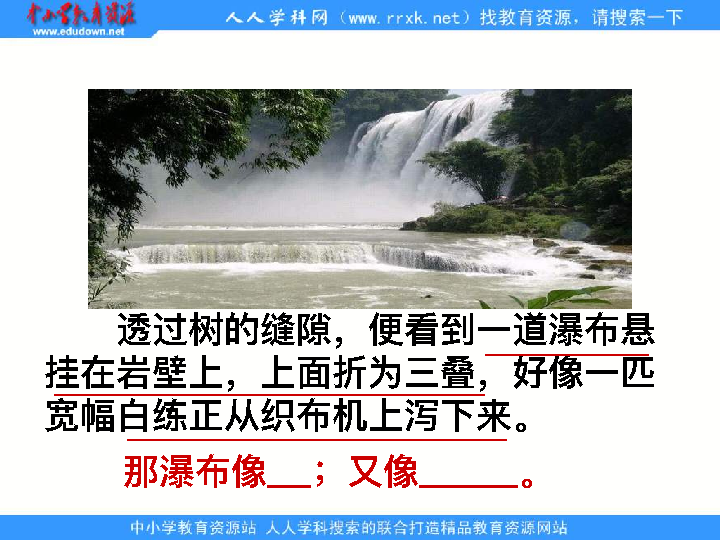 中小学教育资源
www.edudown.net
人人学科网（www.rrxk.net）找教育资源，请搜索一下
透过树的缝隙，便看到一道瀑布悬
挂在岩壁上，上面折为三叠，好像一匹
宽幅白练正从织布机上泻下来。
那瀑布像__；又像_____。
中小学教育资源站 人人学科搜索的联合打造精品教育资源网站